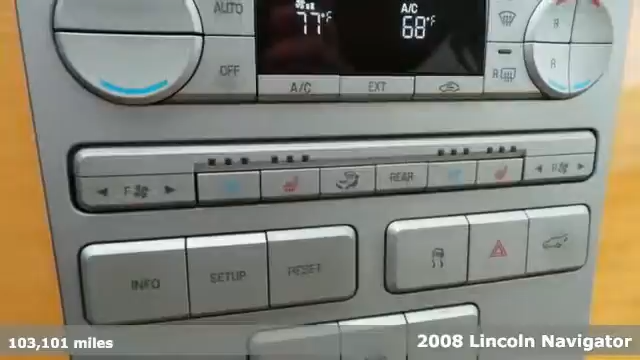 AUTO
77°F
A/C
68°F
OFF
R
A/C
EXT
R
R
F
REAR
R
INFO
SETUP
RESET
103,101 miles
2008 Lincoln Navigator